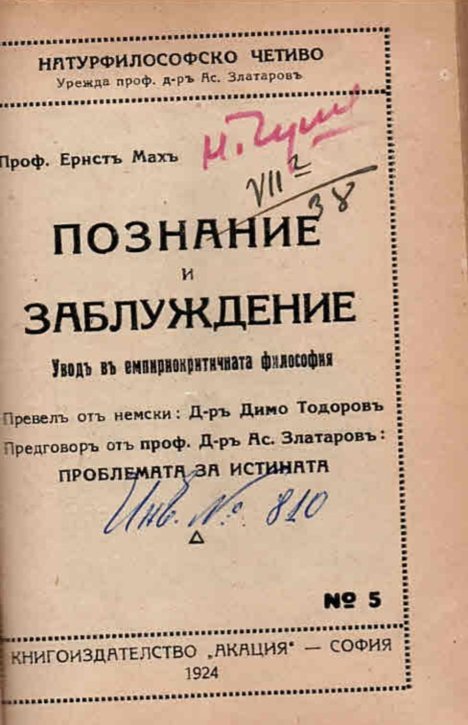 НАТУРФИЛОСОФСКО ЧЕТИВО
Урежда проф. д-ръ Ас. Златаровъ
Проф. Ернстъ Махъ
VII 2/38
ПОЗНАНИЕ
и
ЗАБЛУЖДЕНИЕ
Уводъ въ емпириокритичната философия
Превелъ отъ немски: Д-ръ Димо Тодоровъ
Предговоръ от проф. Д-ръ Ас. Златаровъ:
ПРОБЛЕМАТА ЗА ИСТИНАТА
Инв. №: 810
№ 5
КНИГОИЗДАТЕЛСТВО „АКАЦИЯ" — СОФИЯ
1924